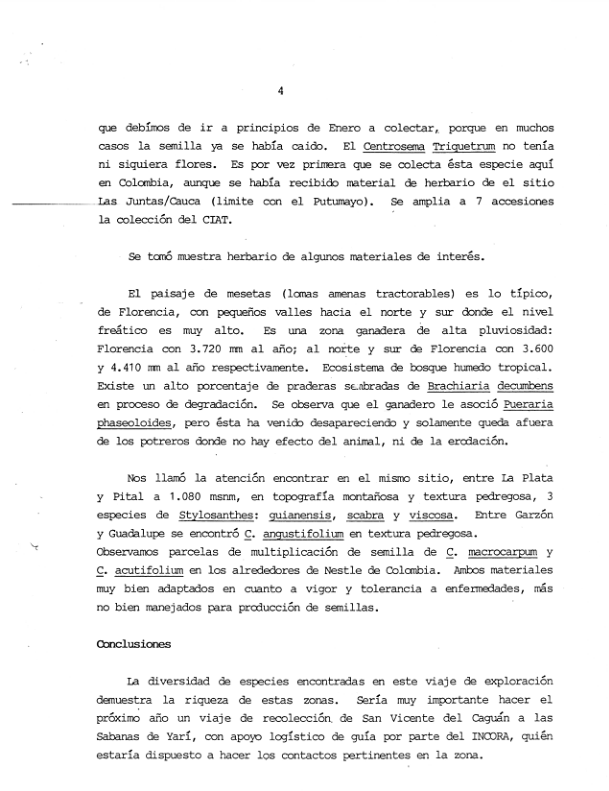 4
que debímos de ir a principios de Enero a colectar, porque en muchos
casos la semilla ya se había caido. El Centrosema Triquetrum no tenía
ni siquiera flores. Es por vez primera que se colecta ésta especie aquí
en Colombia, aunque se había recibido material de herbario de el sitio
Las Juntas/Cauca (limite con el Putumayo). Se amplia a 7 accesiones
la colección del CIAT.
Se tomó muestra herbario de algunos materiales de interés.
El paisaje de mesetas (lomas amenas tractorables) es lo típico,
de Florencia, con pequeños valles hacia el norte y sur donde el nivel
freático es muy alto. Es una zona ganadera de alta pluviosidad:
Florencia con 3.720 mm al año; al norte y sur de Florencia con 3.600
y 4.410 mm al año respectivamente. Ecosistema de bosque humedo tropical.
Existe un alto porcentaje de praderas sembradas de Brachiaria decumbens
en proceso de degradación. Se observa que el ganadero le asoció Pueraria
phaseoloides, pero ésta ha venido desapareciendo y solamente queda afuera
de los potreros donde no hay efecto del animal, ni de la erodación.
Nos llamó la atención encontrar en el mismo sitio, entre La Plata
y Pital a 1.080 msnm, en topografía montañosa y textura pedregosa, 3
especies de Stylosanthes: guianensis, scabra y viscosa. Entre Garzón
y Guadalupe se encontró C. angustifolium en textura pedregosa.
Observamos parcelas de multiplicación de semilla de C. macrocarpum y
C. acutifolium en los alrededores de Nestle de Colombia. Ambos materiales
muy bien adaptados en cuanto a vigor y tolerancia a enfermedades, más
no bien manejados para producción de semillas.
Conclusiones
La diversidad de especies encontradas en este viaje de exploración
demuestra la riqueza de estas zonas. Sería muy importante hacer el
próximo año un viaje de recolección de San Vicente del Caguán a las
Sabanas de Yarí, con apoyo logístico de guía por parte del INCORA, quién
estaría dispuesto a hacer los contactos pertinentes en la zona.